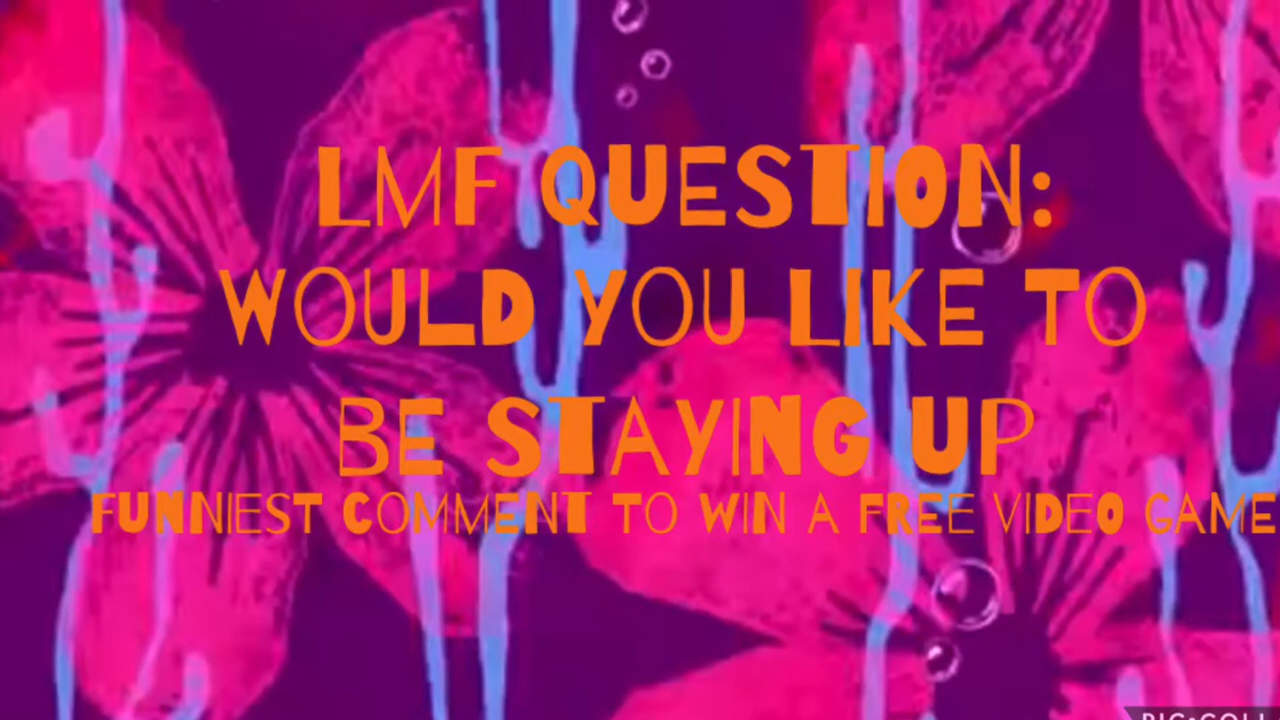 LMF QUESTION:
WOULD YOU LIKE TO
BE STAYING UP
FUNNIEST COMMENT TO WIN A FREE VIDEO GAME